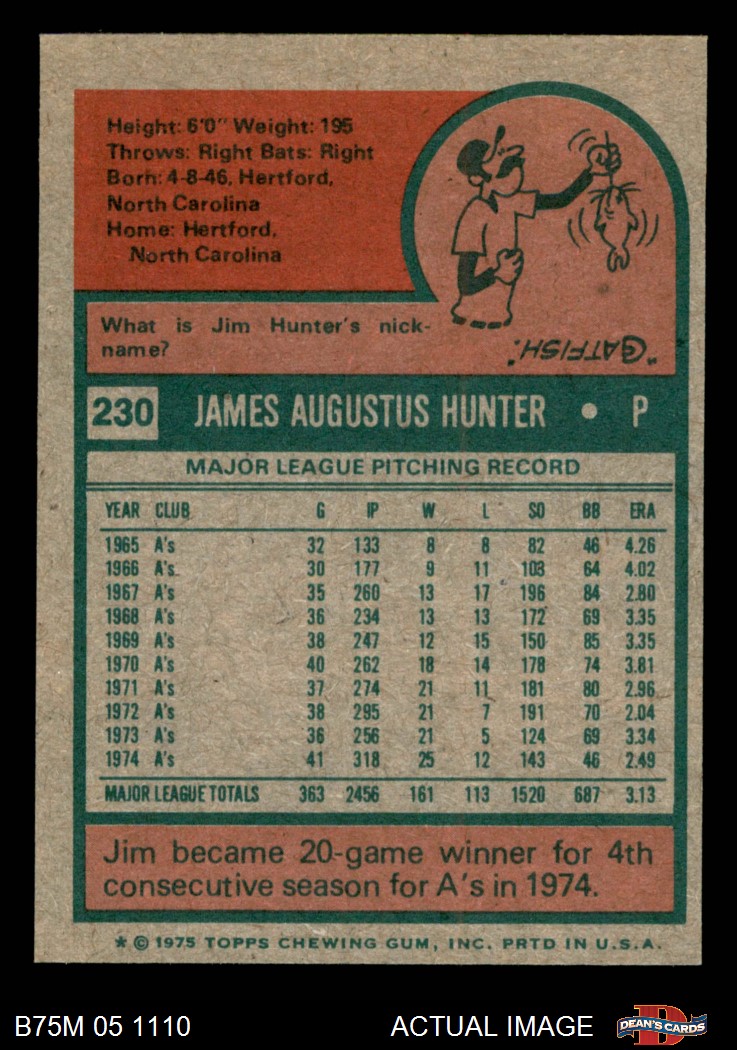 Height: 6'0" Weight: 195
Throws: Right Bats: Right
Born: 4-8-46, Hertford,
North Carolina
Home: Hertford,
North Carolina
What is Jim Hunter's nick-
name?
"CATFISH."
230 JAMES AUGUSTUS HUNTER • P
MAJOR LEAGUE PITCHING RECORD
YEAR CLUB G IP W L SO BB ERA
1965 A's 32 133 8 8 82 46 4.26
1966 A's 30 177 9 11 103 64 4.02
1967 A's 35 260 13 17 196 84 2.80
1968 A's 36 234 13 13 172 69 3.35
1969 A's 38 247 12 15 150 85 3.35
1970 A's 40 262 18 14 178 74 3.81
1971 A's 37 274 21 11 181 80 2.96
1972 A's 38 295 21 7 191 70 2.04
1973 A's 36 256 21 5 124 69 3.34
1974 A's 41 318 25 12 143 46 2.49
MAJOR LEAGUE TOTALS 363 2456 161 113 1520 687 3.13
Jim became 20-game winner for 4th
consecutive season for A's in 1974.
* © 1975 TOPPS CHEWING GUM, INC. PRTD IN U.S.A.
B75M 05 1110 ACTUAL IMAGE D DEAN'S CARDS